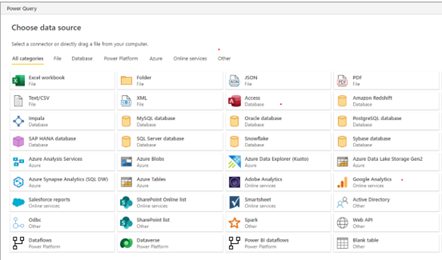 Power Query
Choose data source
Select a connector or directly drag a file from your computer.
All categories File Database Power Platform Azure Online services Other
Excel workbook
File
Folder
File
JSON
File
PDF
File
Text/CSV
File
XML
File
Access
Database
Amazon Redshift
Database
Impala
Database
MySQL database
Database
Oracle database
Database
PostgreSQL database
Database
SAP HANA database
Database
SQL Server database
Database
Snowflake
Database
Sybase database
Database
Azure Analysis Services
Azure
Azure Blobs
Azure
Azure Data Explorer (Kusto)
Azure
Azure Data Lake Storage Gen2
Azure
Azure Synapse Analytics (SQL DW)
Azure
Azure Tables
Azure
Adobe Analytics
Online services
Google Analytics
Online services
Salesforce reports
Online services
SharePoint Online list
Online services
Smartsheet
Online services
Active Directory
Other
Odbc
Other
SharePoint list
Other
Spark
Other
Web API
Other
Dataflows
Power Platform
Dataverse
Power Platform
Power BI dataflows
Power Platform
Blank table
Other